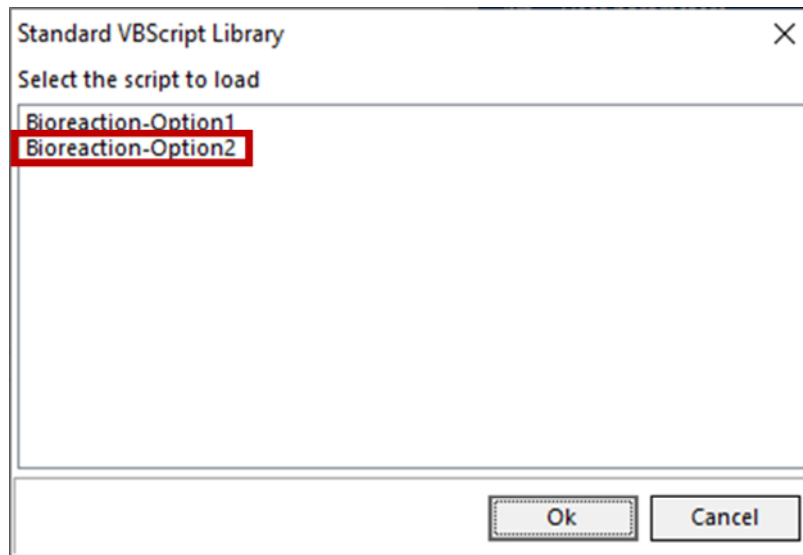 Standard VBScript Library
Select the script to load
Bioreaction-Option1
Bioreaction-Option2
Ok
Cancel